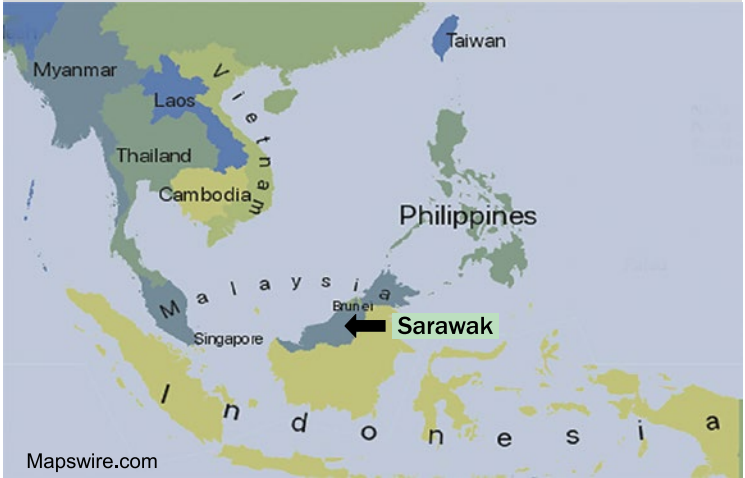 Taiwan
Myanmar
Laos
Vietnam
Thailand
Cambodia
Philippines
Malaysia
Brunei
Sarawak
Singapore
Indonesia
Mapswire.com